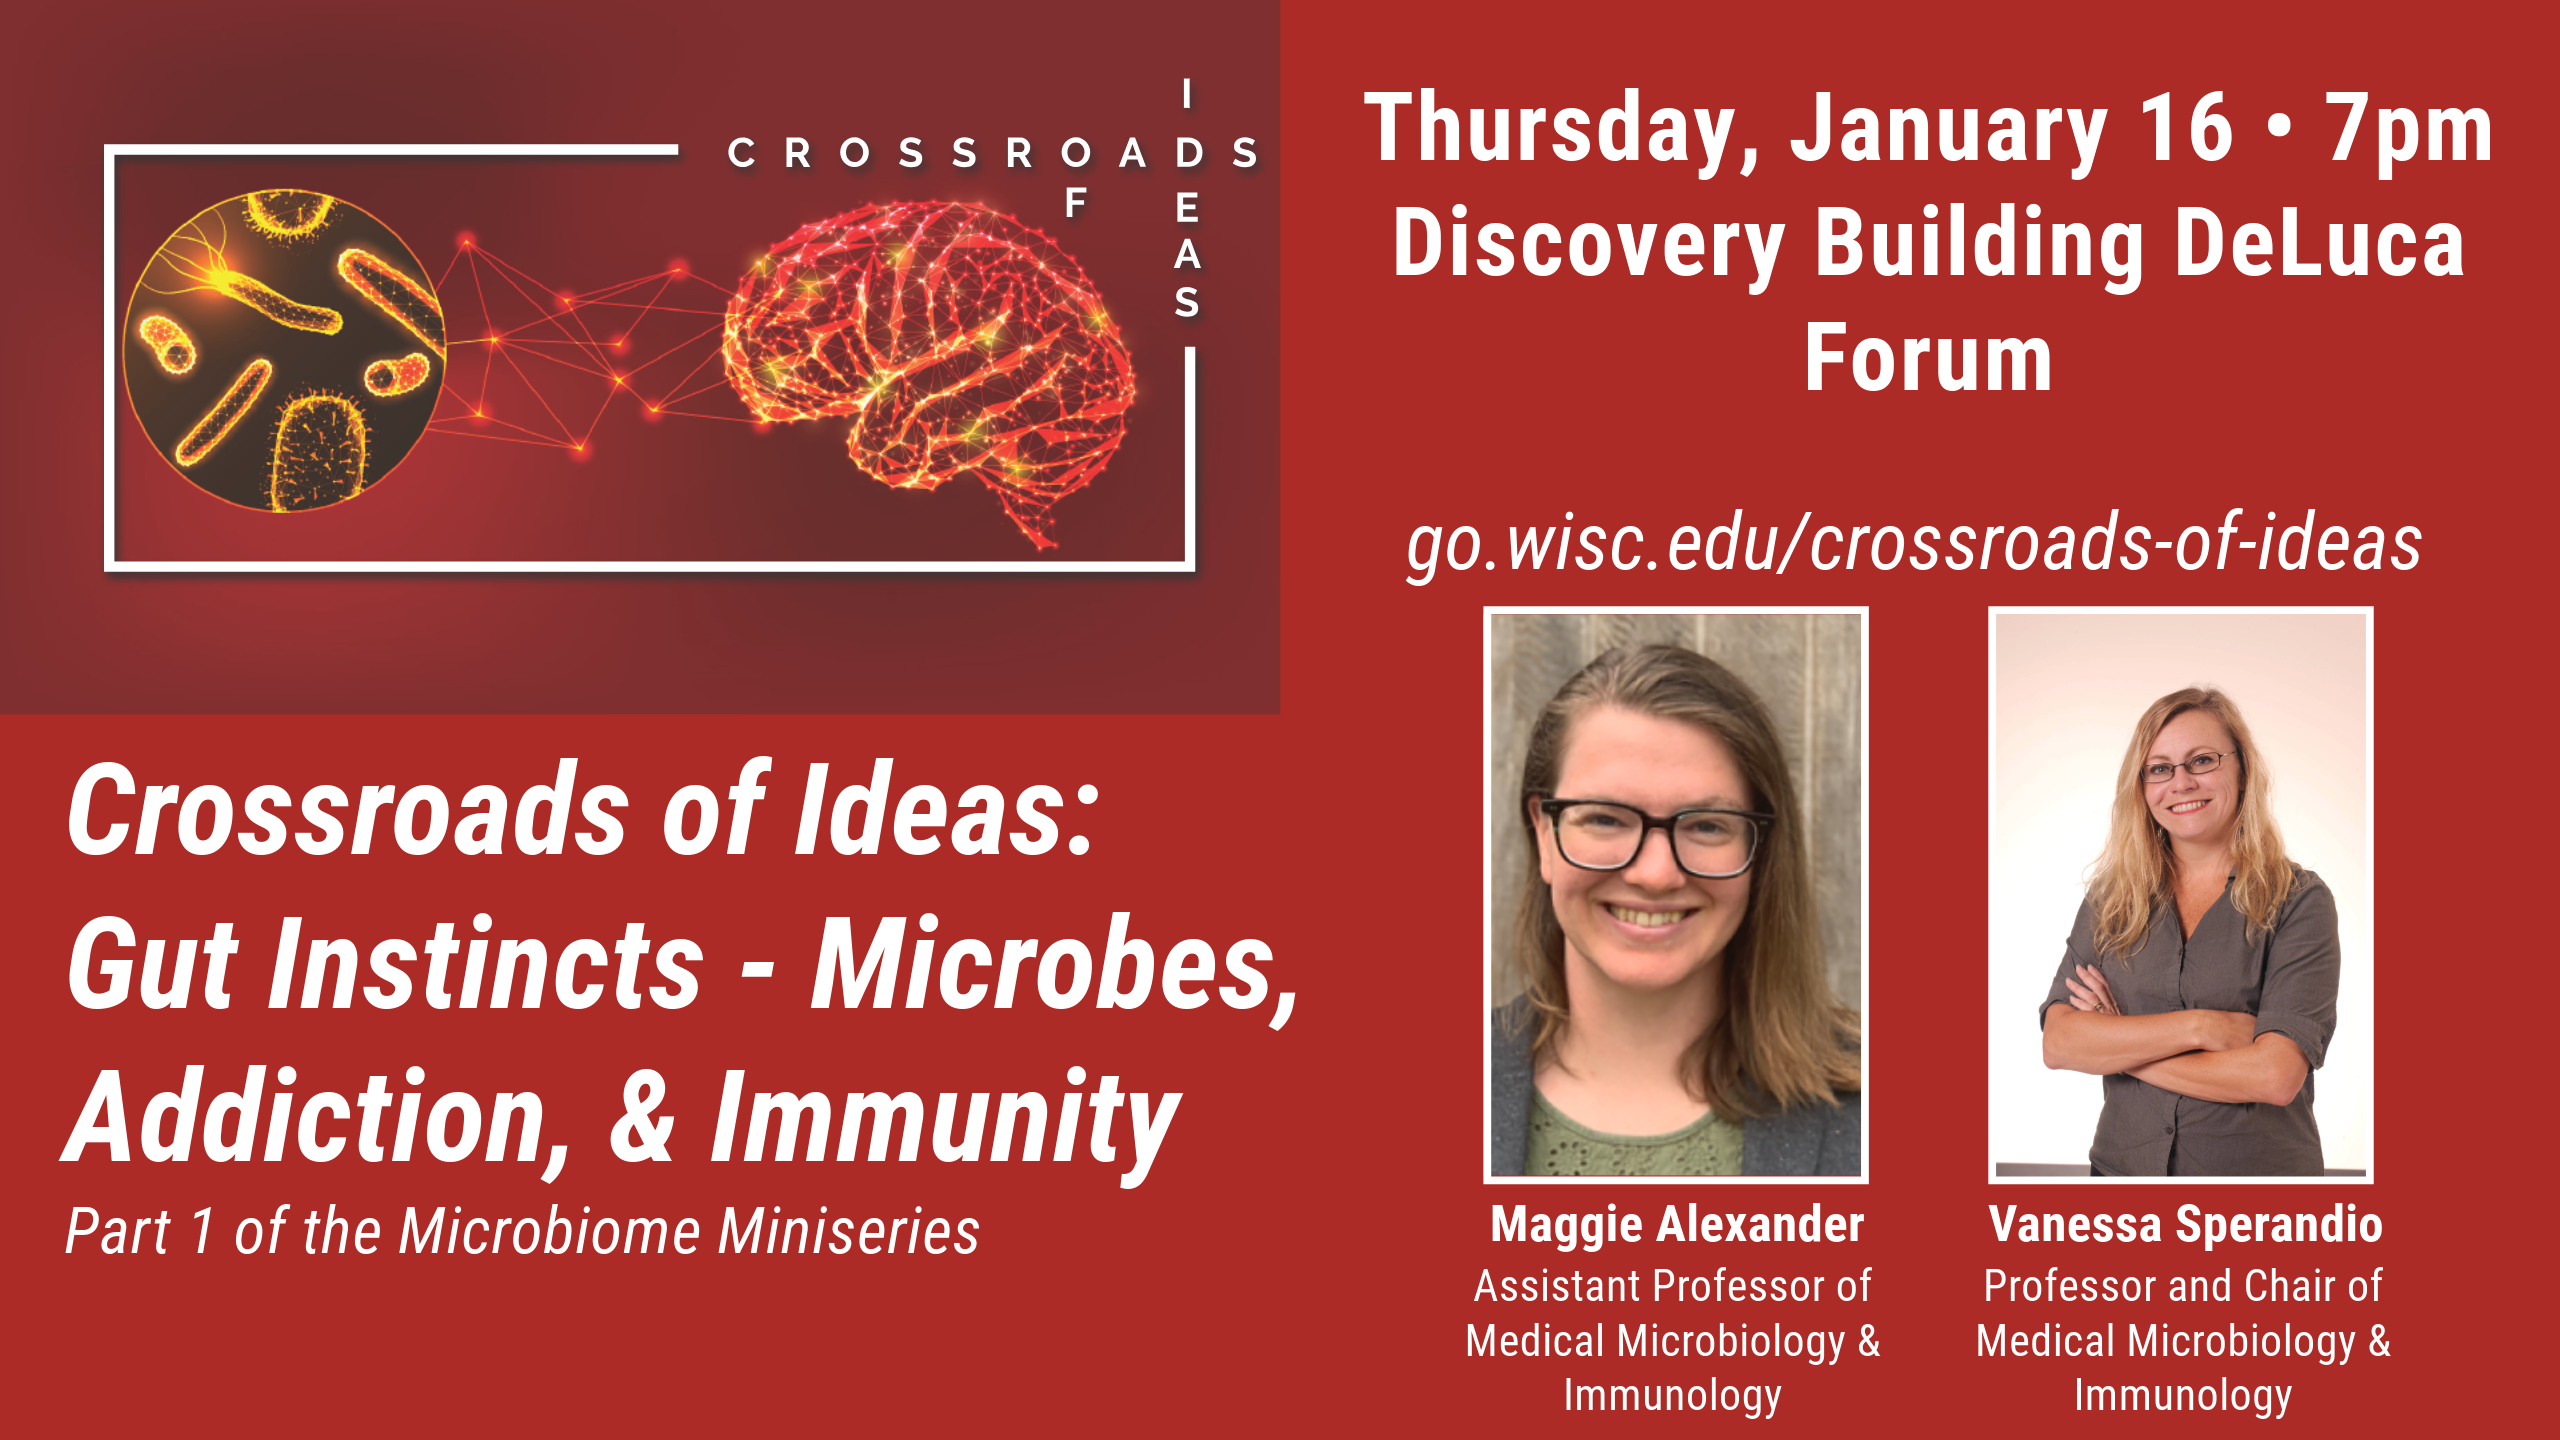 CROSSROADS
OF
IDEAS
Thursday, January 16 • 7pm
Discovery Building DeLuca
Forum
go.wisc.edu/crossroads-of-ideas
Crossroads of Ideas:
Gut Instincts - Microbes,
Addiction, & Immunity
Part 1 of the Microbiome Miniseries
Maggie Alexander
Assistant Professor of
Medical Microbiology &
Immunology
Vanessa Sperandio
Professor and Chair of
Medical Microbiology &
Immunology